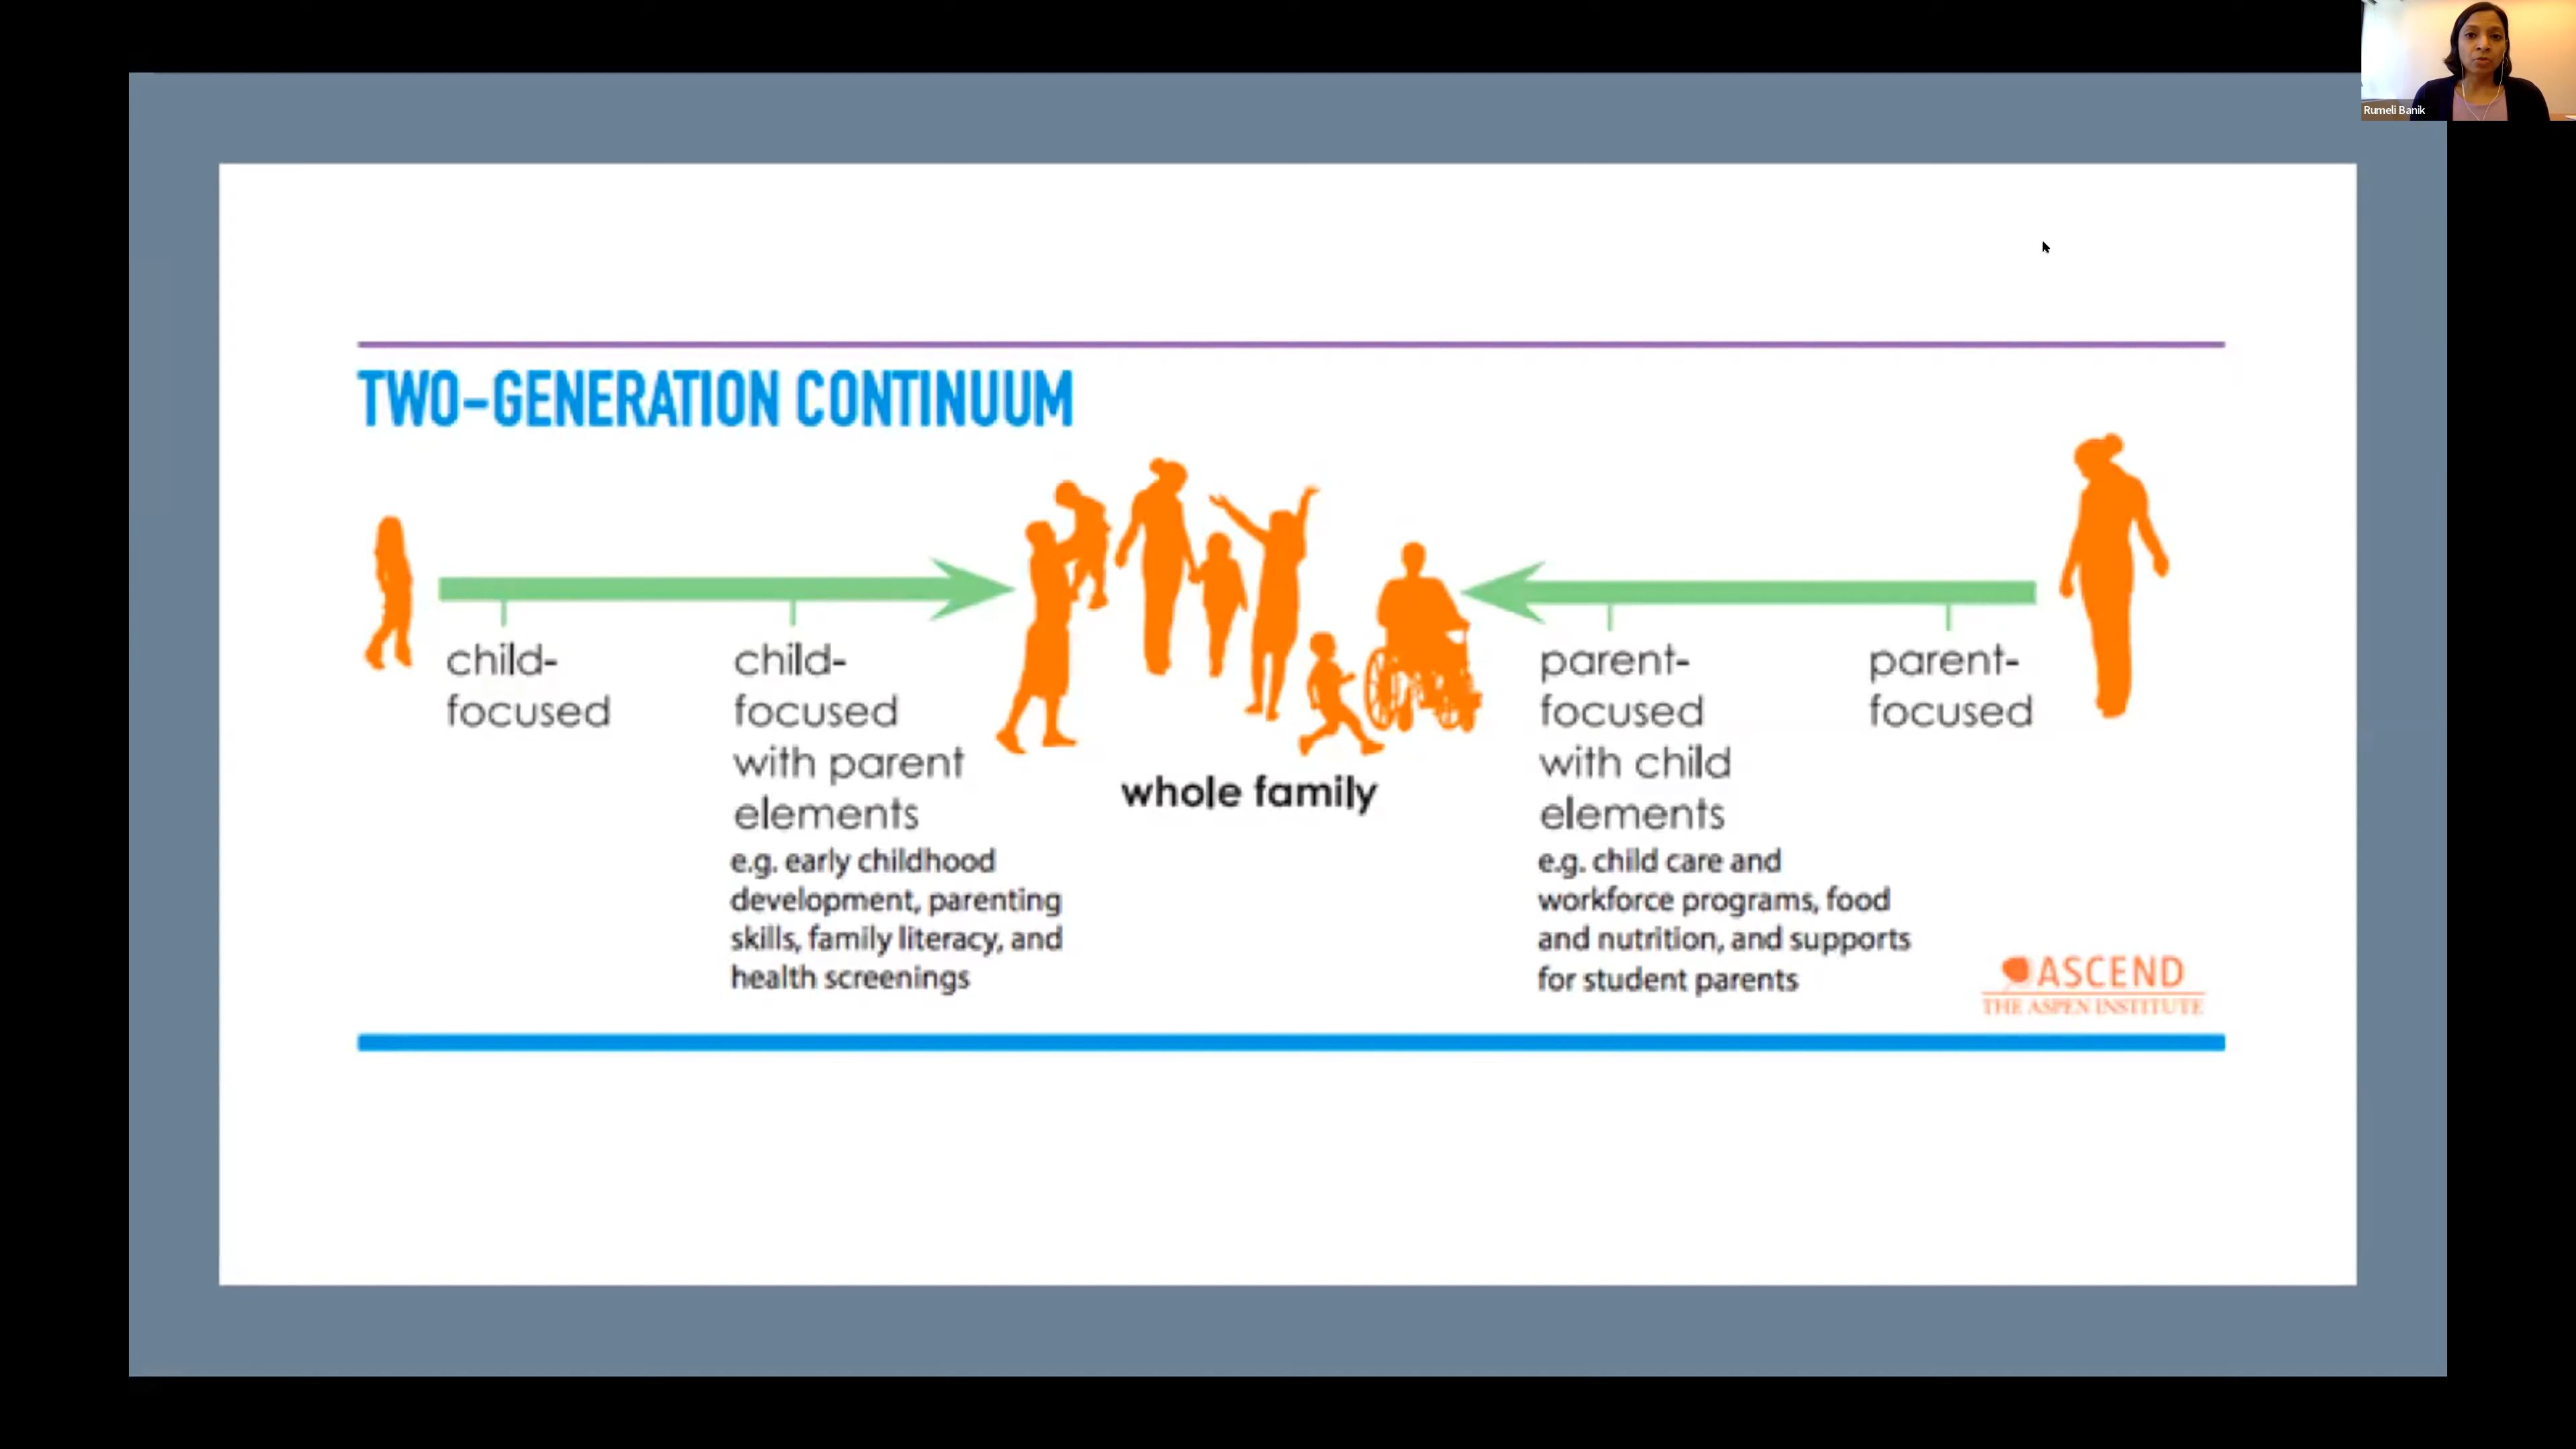 Rumeli Banik
TWO-GENERATION CONTINUUM
child-
focused
child-
focused
with parent
elements
e.g. early childhood
development, parenting
skills, family literacy, and
health screenings
whole family
parent-
focused
with child
elements
e.g. child care and
workforce programs, food
and nutrition, and supports
for student parents
parent-
focused
ASCEND
THE ASPEN INSTITUTE